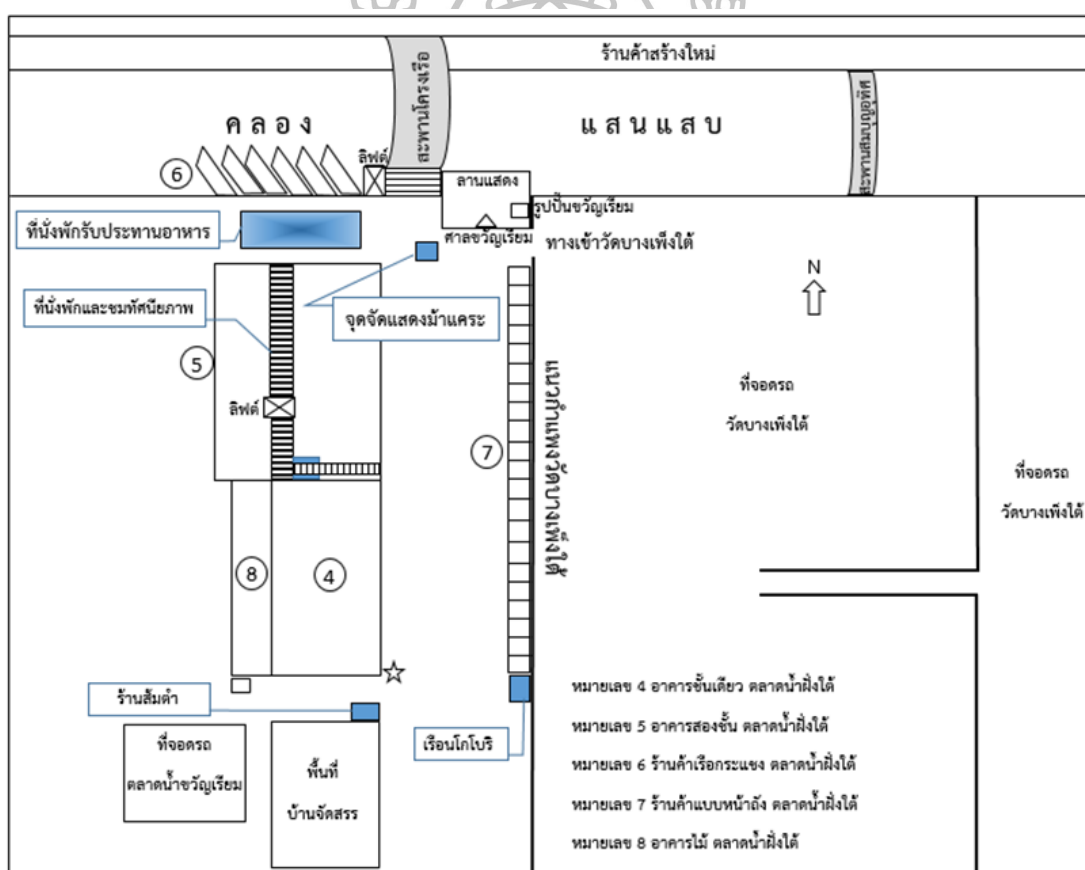 ร้านค้าสร้างใหม่
สะพานโครงเรือ
สะพานสมบุญอุทิศ
ค ล อ ง
แ ส น แ ส บ
ลิฟต์
6
ลานแสดง
รูปปั้นขวัญเรียม
ที่นั่งพักรับประทานอาหาร
ศาลขวัญเรียม
ทางเข้าวัดบางเพ็งใต้
N
ที่นั่งพักและชมทัศนียภาพ
จุดจัดแสดงม้าแคระ
5
ลิฟต์
7
แนวกำแพงวัดบางเพ็งใต้
ที่จอดรถ
วัดบางเพ็งใต้
ที่จอดรถ
วัดบางเพ็งใต้
8
4
ร้านส้มตำ
เรือนโกโบริ
ที่จอดรถ
ตลาดน้ำขวัญเรียม
พื้นที่
บ้านจัดสรร
หมายเลข 4 อาคารชั้นเดียว ตลาดน้ำฝั่งใต้
หมายเลข 5 อาคารสองชั้น ตลาดน้ำฝั่งใต้
หมายเลข 6 ร้านค้าเรือกระแชง ตลาดน้ำฝั่งใต้
หมายเลข 7 ร้านค้าแบบหน้าถัง ตลาดน้ำฝั่งใต้
หมายเลข 8 อาคารไม้ ตลาดน้ำฝั่งใต้